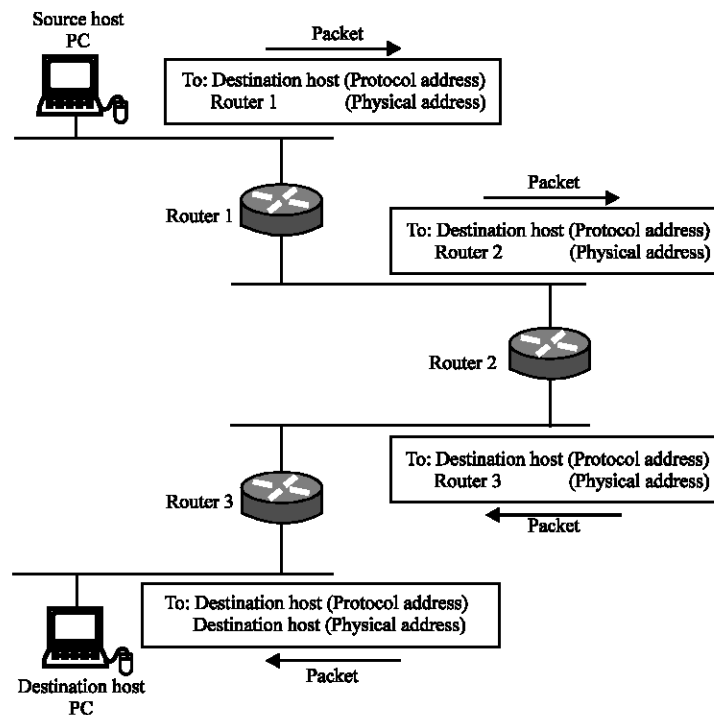 Source host
PC
Packet
To: Destination host (Protocol address)
Router 1 (Physical address)
Router 1
Packet
To: Destination host (Protocol address)
Router 2 (Physical address)
Router 2
To: Destination host (Protocol address)
Router 3 (Physical address)
Router 3
Packet
To: Destination host (Protocol address)
Destination host (Physical address)
Packet
Destination host
PC